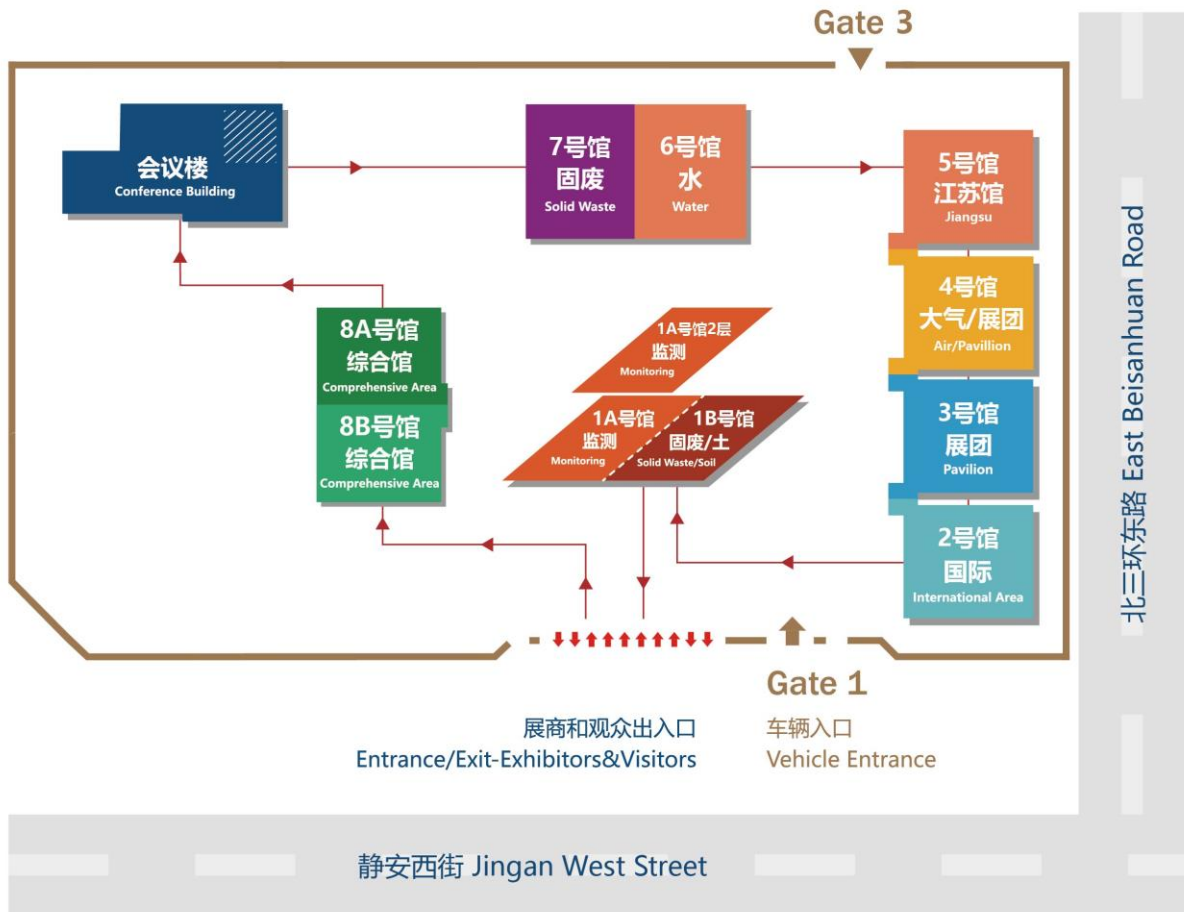 Gate 3
会议楼
Conference Building
7号馆
固废
Solid Waste
6号馆
水
Water
5号馆
江苏馆
Jiangsu
4号馆
大气/展团
Air/Pavillion
3号馆
展团
Pavilion
2号馆
国际
International Area
8A号馆
综合馆
Comprehensive Area
8B号馆
综合馆
Comprehensive Area
1A号馆2层
监测
Monitoring
1A号馆
监测
Monitoring
1B号馆
固废/土
Solid Waste/Soil
Gate 1
展商和观众出入口
Entrance/Exit-Exhibitors&Visitors
车辆入口
Vehicle Entrance
北三环东路 East Beisanhuan Road
静安西街 Jingan West Street